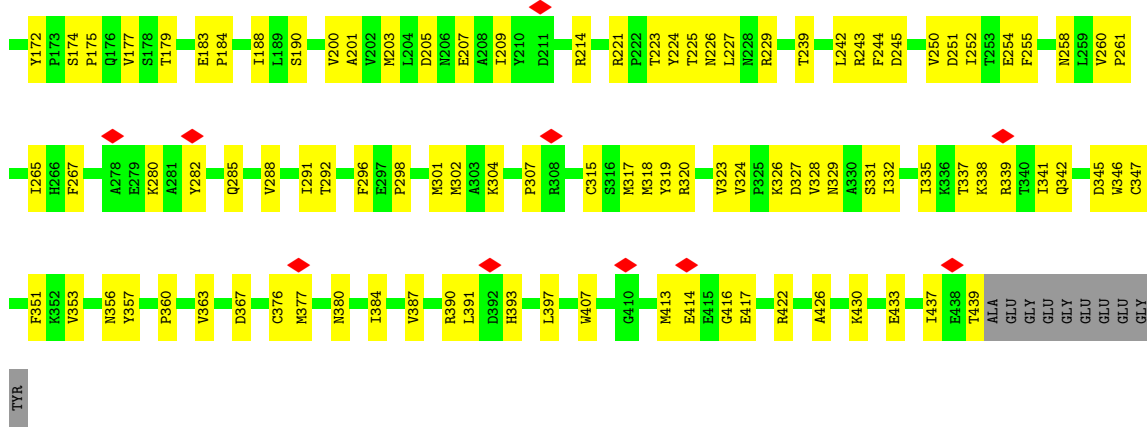 Y172 P173 S174 P175 Q176 V177 S178 T179 E183 P184 I188 L189 S190 V200 A201 V202 M203 L204 D205 N206 E207 A208 I209 Y210 D211 R214 R221 P222 T223 Y224 T225 N226 L227 N228 R229 T239 L242 R243 F244 D245 V250 D251 I252 T253 E254 F255 N258 L259 V260 P261
I265 H266 F267 A278 E279 K280 A281 Y282 Q285 V288 I291 T292 F296 E297 P298 M301 M302 A303 K304 P307 R308 C315 S316 M317 M318 Y319 R320 V323 V324 P325 K326 D327 V328 N329 A330 S331 I332 I335 K336 T337 K338 R339 T340 I341 Q342 D345 W346 C347
F351 K352 V353 N356 Y357 P360 V363 D367 C376 M377 N380 I384 V387 R390 L391 D392 H393 L397 W407 G410 M413 E414 E415 G416 E417 R422 A426 K430 E433 I437 E438 T439 ALA GLU GLY GLU GLY GLU GLU GLU GLY
TYR